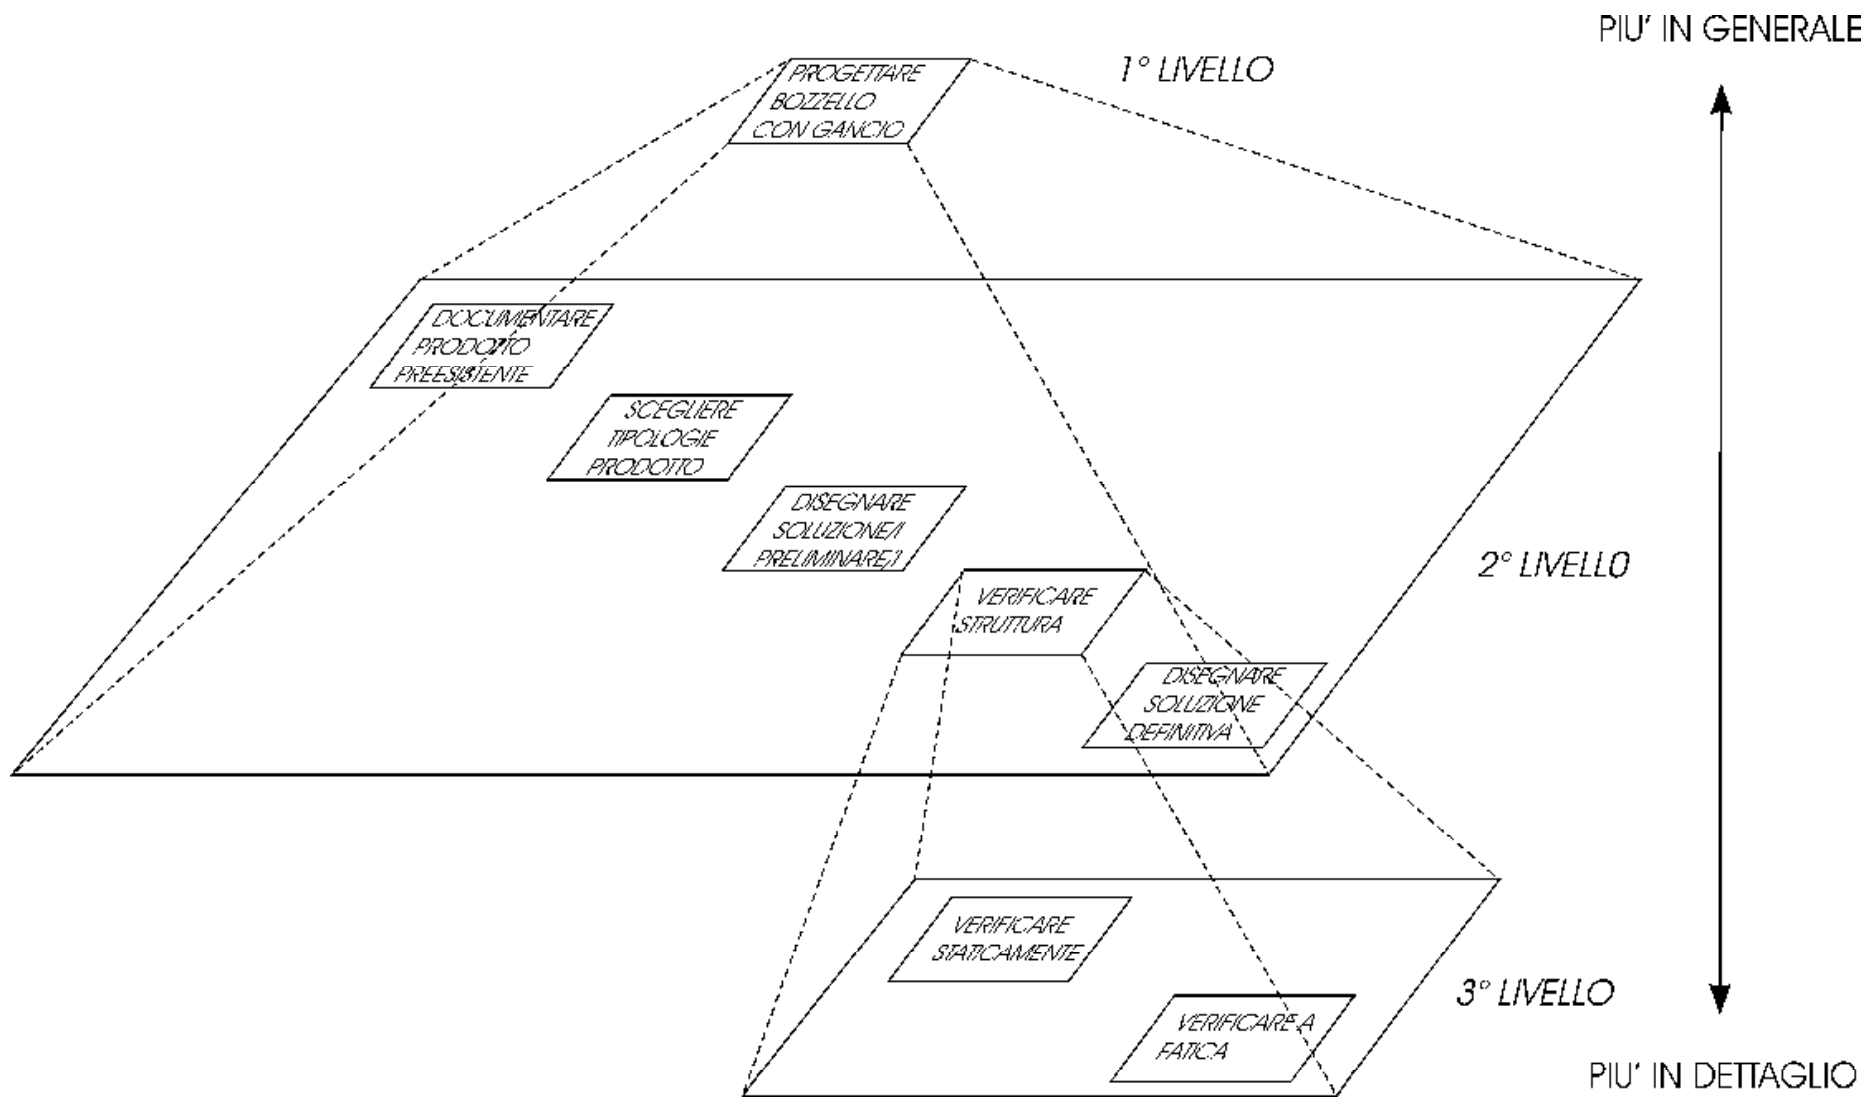 PIU' IN GENERALE
1° LIVELLO
PROGETTARE
BOZZELLO
CON GANCIO
DOCUMENTARE
PRODOTTO
PREESISTENTE
SCEGLIERE
TIPOLOGIE
PRODOTTO
DISEGNARE
SOLUZIONE/I
PRELIMINARE/I
2° LIVELLO
VERIFICARE
STRUTTURA
DISEGNARE
SOLUZIONE
DEFINITIVA
VERIFICARE
STATICAMENTE
3° LIVELLO
VERIFICARE A
FATICA
PIU' IN DETTAGLIO